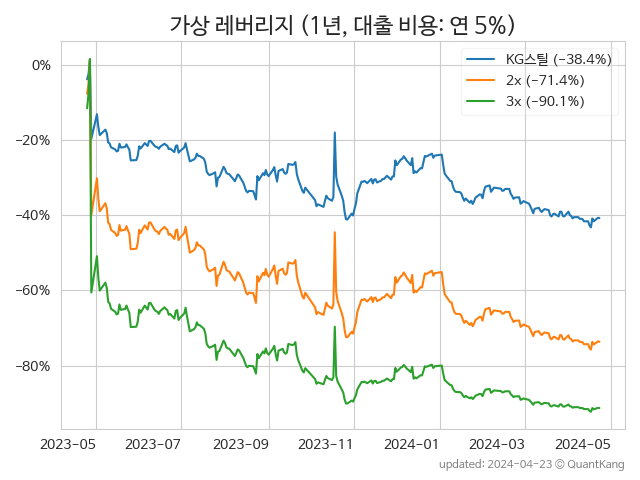 가상 레버리지 (1년, 대출 비용: 연 5%)
KG스틸 (−38.4%)
2x (−71.4%)
3x (−90.1%)
0%
−20%
−40%
−60%
−80%
2023−05 2023−07 2023−09 2023−11 2024−01 2024−03 2024−05
updated: 2024−04−23 © QuantKang